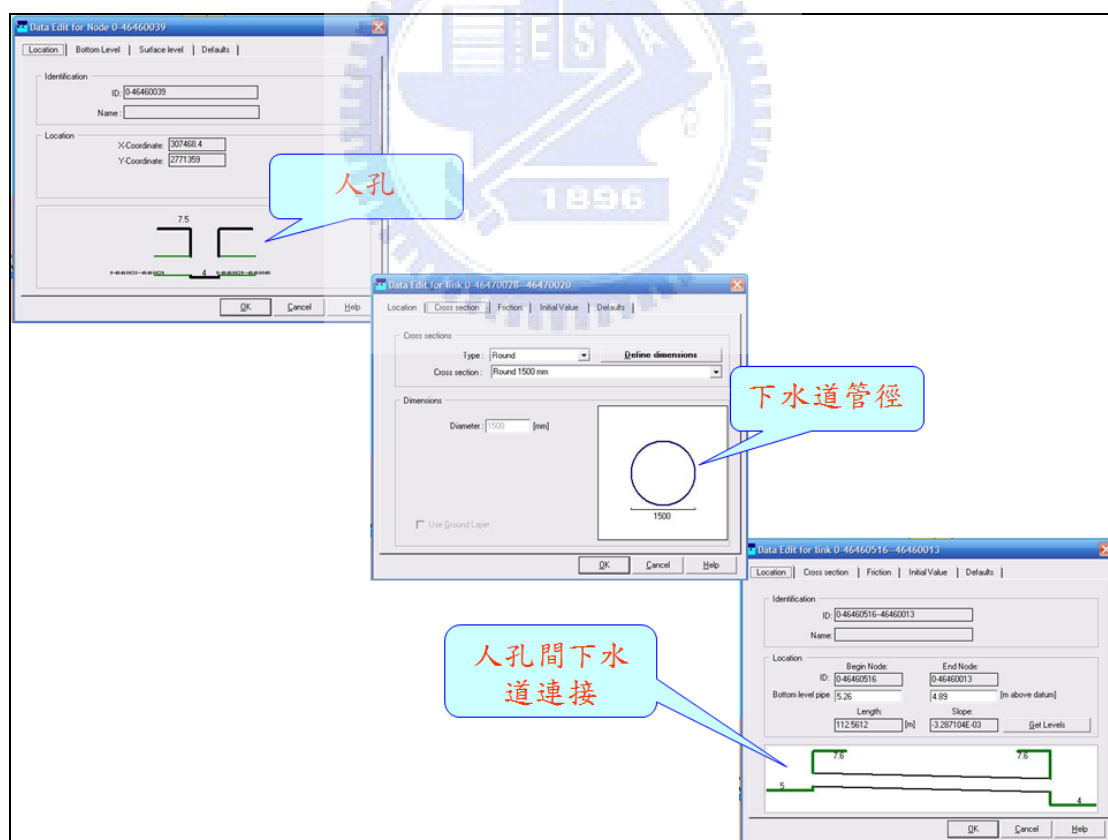 Data Edit for Node 0-46460039
Location Bottom Level Surface level Defaults
Identification
ID: 0-46460039
Name:
Location
X-Coordinate: 307468.4
Y-Coordinate: 2771359
人孔
7.5
4
OK Cancel Help
ESA
1896
Data Edit for link 0-46470028--46470020
Location Cross section Friction Initial Value Defaults
Cross sections
Type: Round Define dimensions
Cross section: Round 1500 mm
Dimensions
Diameter: 1500 [mm]
1500
Use Ground Layer
OK Cancel Help
下水道管徑
Data Edit for link 0-46460516--46460013
Location Cross section Friction Initial Value Defaults
Identification
ID: 0-46460516--46460013
Name:
Location
Begin Node: End Node:
ID: 0-46460516 0-46460013
Bottom level pipe 5.26 4.89 [m above datum]
Length: Slope:
112.5612 [m] -3.287104E-03 Get Levels
7.6 7.6
5 4
OK Cancel Help
人孔間下水
道連接